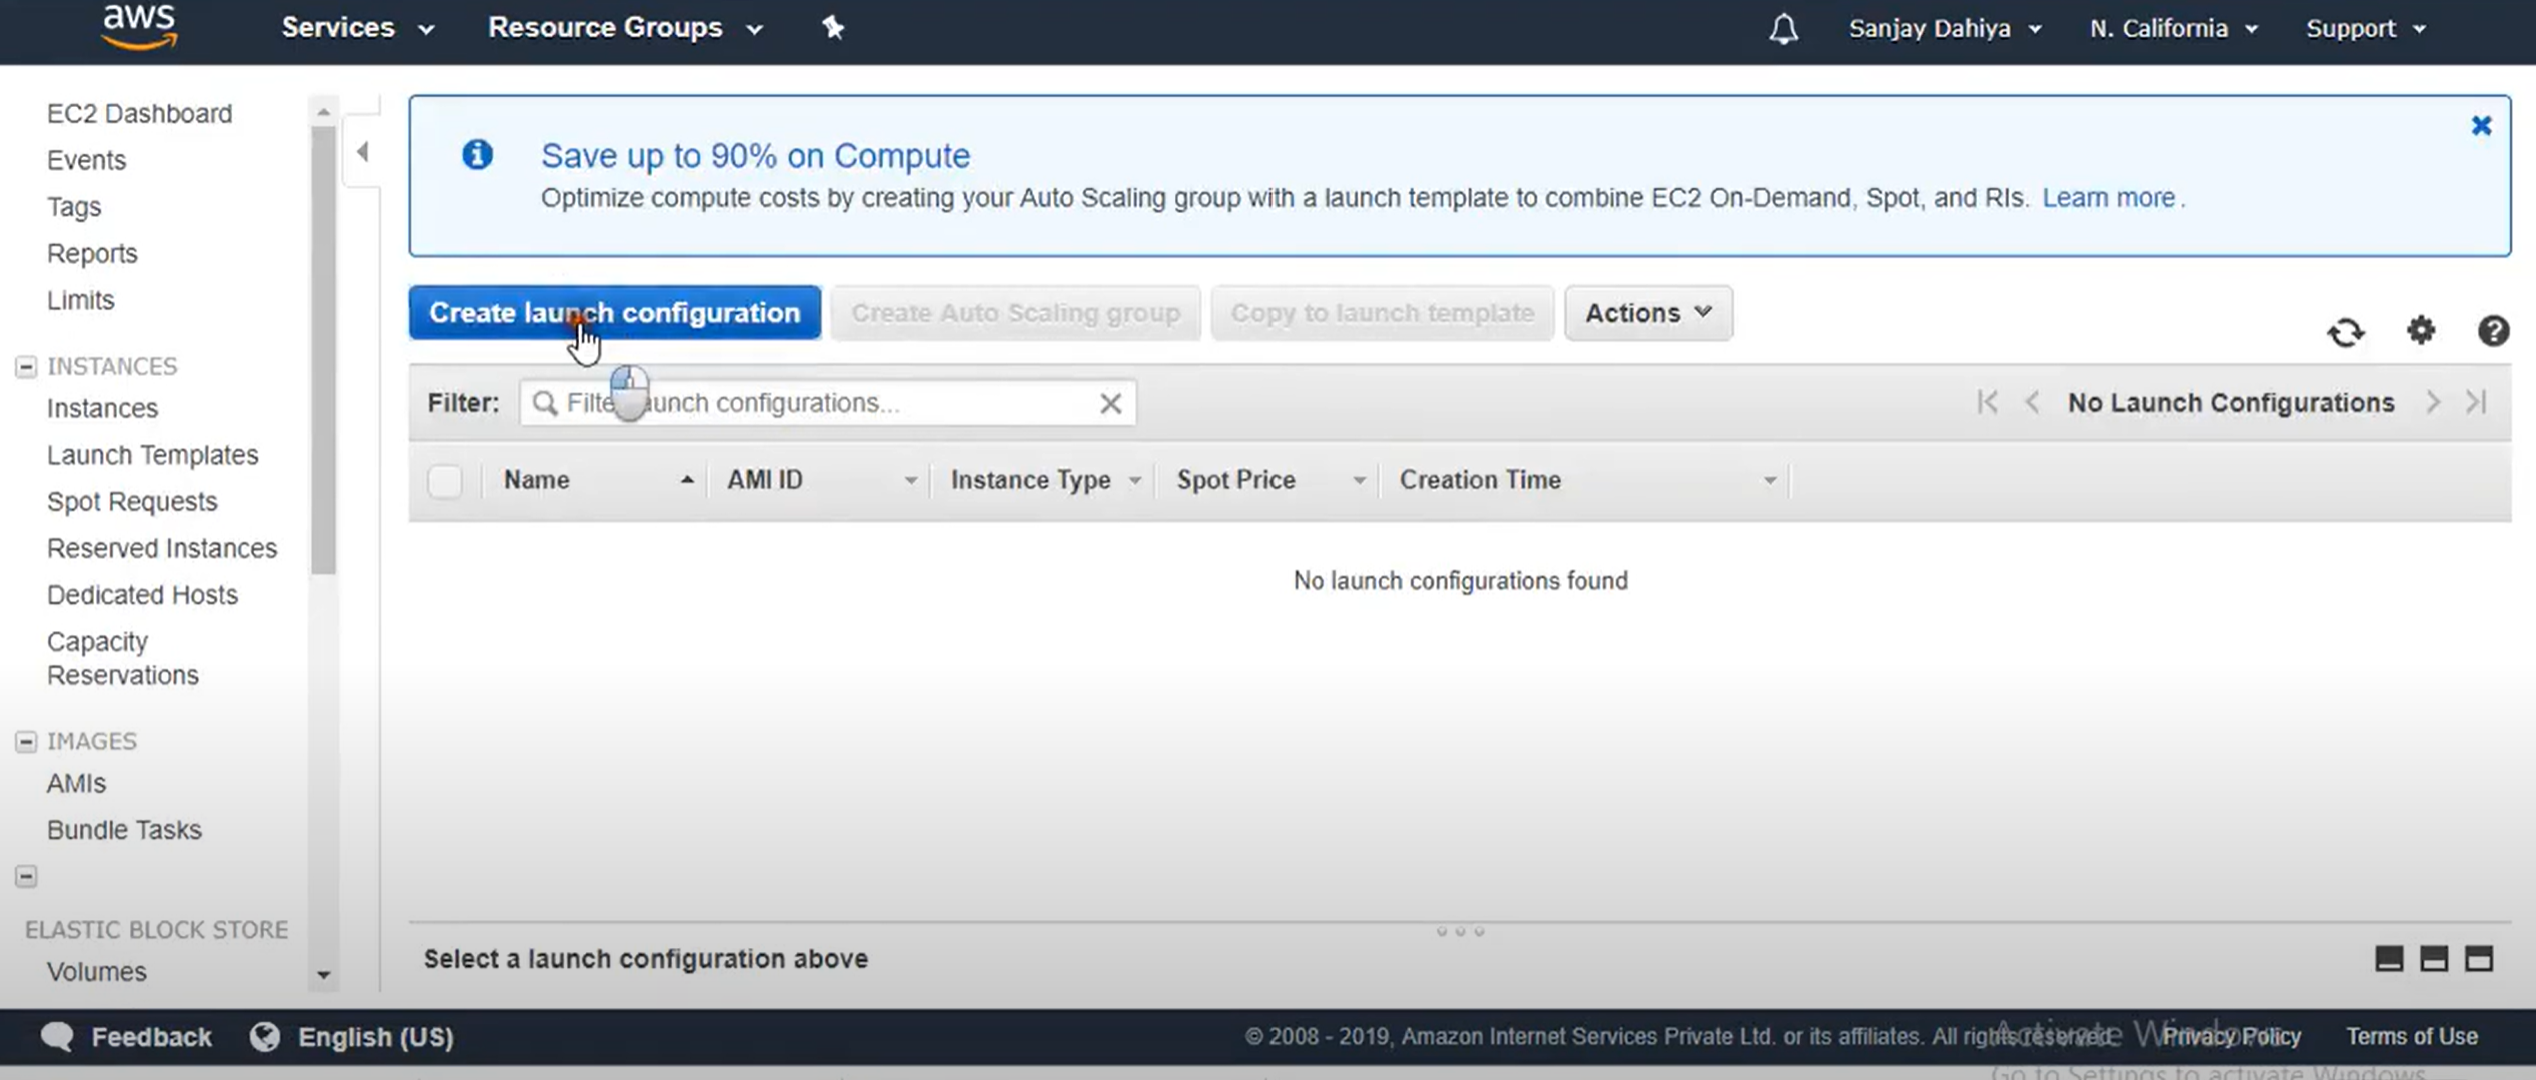 aws
Services
Resource Groups
Sanjay Dahiya
N. California
Support
EC2 Dashboard
Events
Tags
Reports
Limits
INSTANCES
Instances
Launch Templates
Spot Requests
Reserved Instances
Dedicated Hosts
Capacity
Reservations
IMAGES
AMIs
Bundle Tasks
ELASTIC BLOCK STORE
Volumes
Save up to 90% on Compute
Optimize compute costs by creating your Auto Scaling group with a launch template to combine EC2 On-Demand, Spot, and RIs. Learn more.
Create launch configuration
Create Auto Scaling group
Copy to launch template
Actions
Filter:
Filter launch configurations...
No Launch Configurations
Name
AMI ID
Instance Type
Spot Price
Creation Time
No launch configurations found
Select a launch configuration above
Feedback
English (US)
© 2008 - 2019, Amazon Internet Services Private Ltd. or its affiliates. All rights reserved.
Privacy Policy
Terms of Use
Activate Windows
Go to Settings to activate Windows.